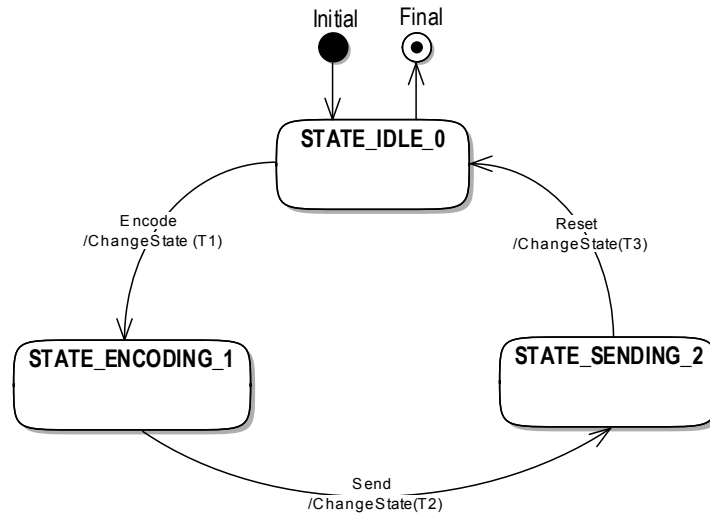 Initial
Final
STATE_IDLE_0
Encode
/ChangeState (T1)
Reset
/ChangeState(T3)
STATE_ENCODING_1
STATE_SENDING_2
Send
/ChangeState(T2)